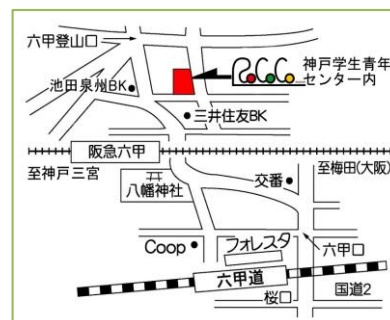 六甲登山口
RCC
神戸学生青年
センター内
池田泉州BK
三井住友BK
阪急六甲
至神戸三宮
至梅田(大阪)
八幡神社
交番
Coop
フォレスタ
六甲口
六甲道
桜口
国道2